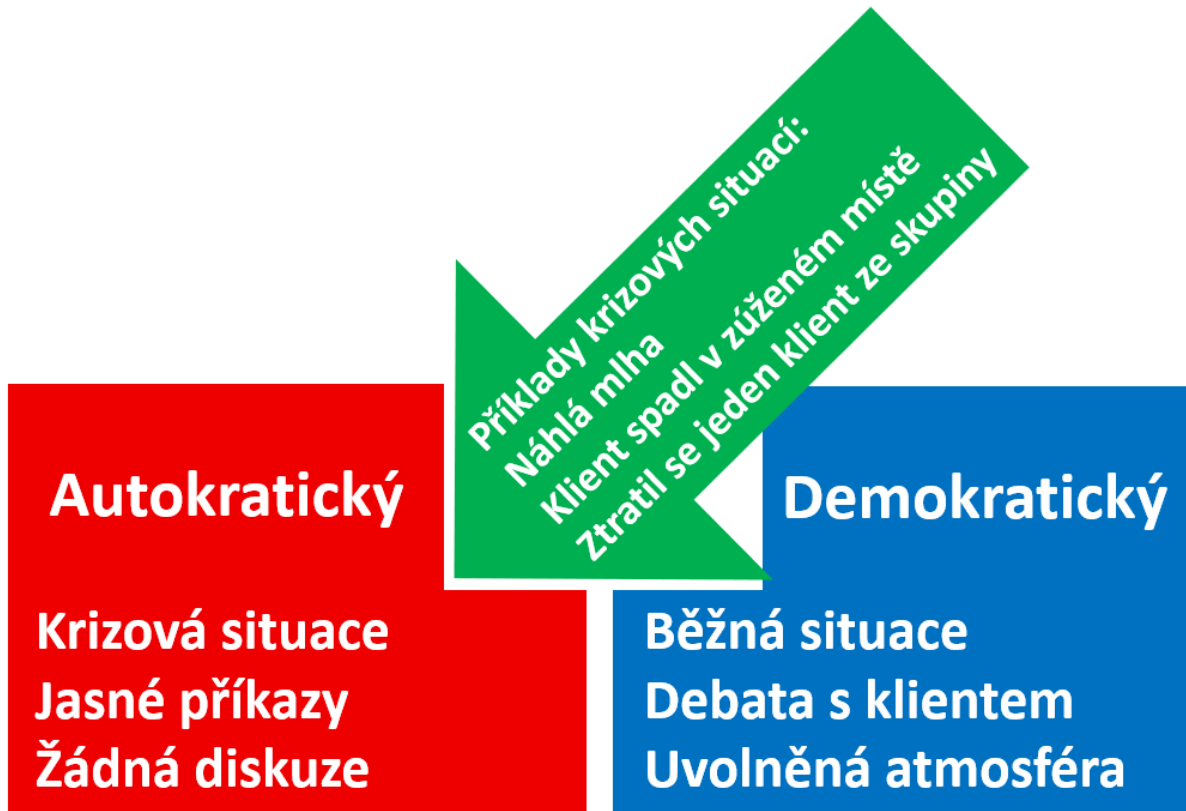 Příklady krizových situací:
Náhlá mlha
Klient spadl v zúženém místě
Ztratil se jeden klient ze skupiny
Autokratický
Krizová situace
Jasné příkazy
Žádná diskuze
Demokratický
Běžná situace
Debata s klientem
Uvolněná atmosféra